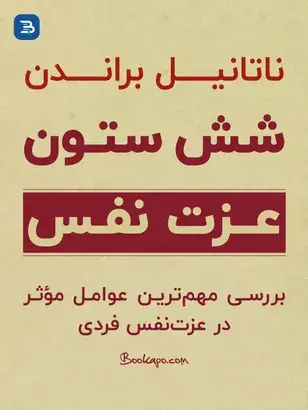 ناتانیل براندن
شش ستون
عزت نفس
بررسی مهم‌ترین عوامل مؤثر
در عزت‌نفس فردی
Bookapo.com